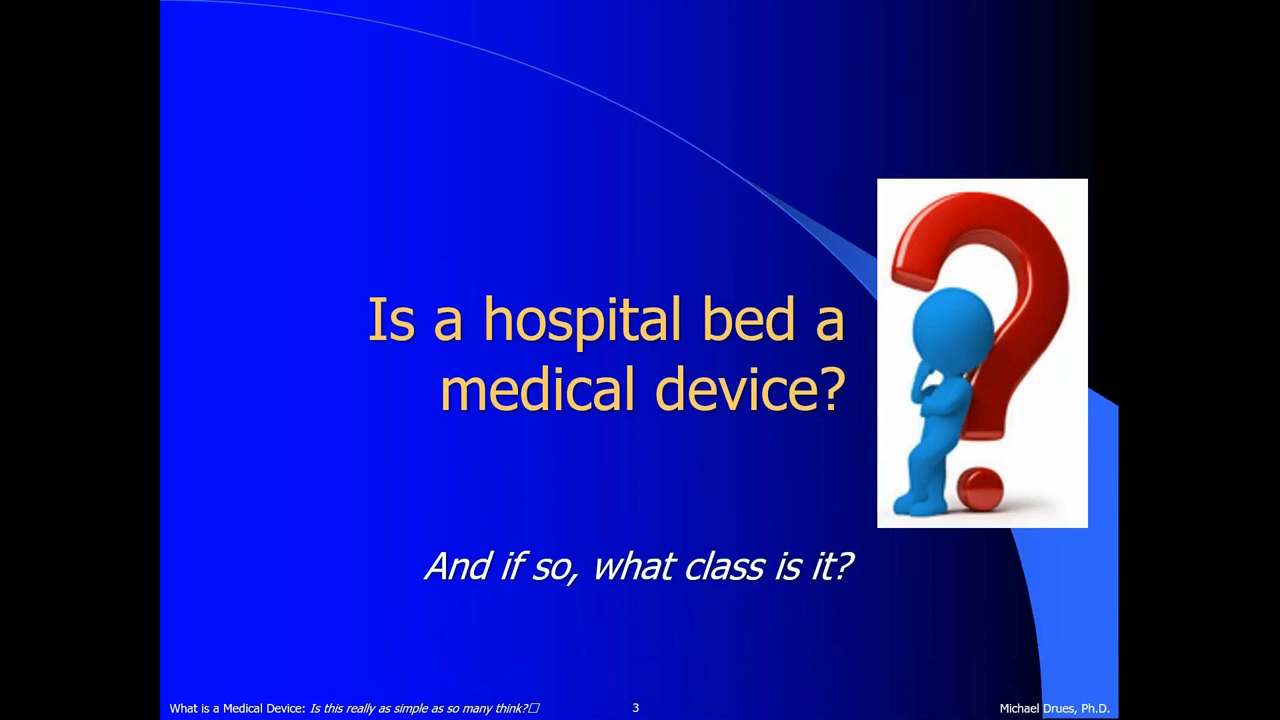 Is a hospital bed a
medical device?
And if so, what class is it?
What is a Medical Device: Is this really as simple as so many think?□
3
Michael Drues, Ph.D.